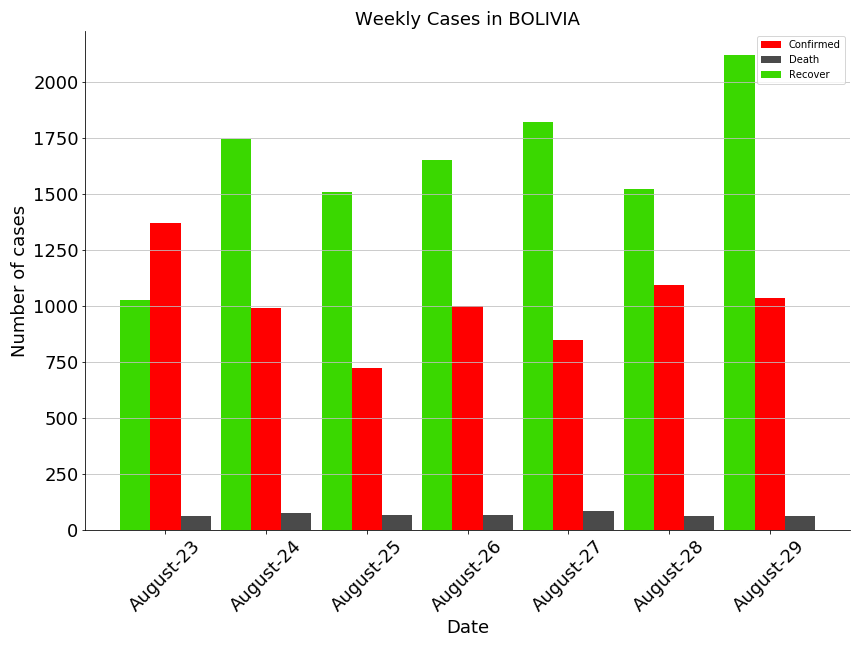 Weekly Cases in BOLIVIA
Confirmed
Death
Recover
Number of cases
2000
1750
1500
1250
1000
750
500
250
0
August-23
August-24
August-25
August-26
August-27
August-28
August-29
Date